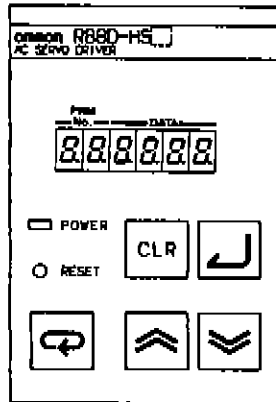 omron R88D-HS
AC SERVO DRIVER
PRM
No. DATA
8.8.8.8.8.8.
POWER
CLR
RESET